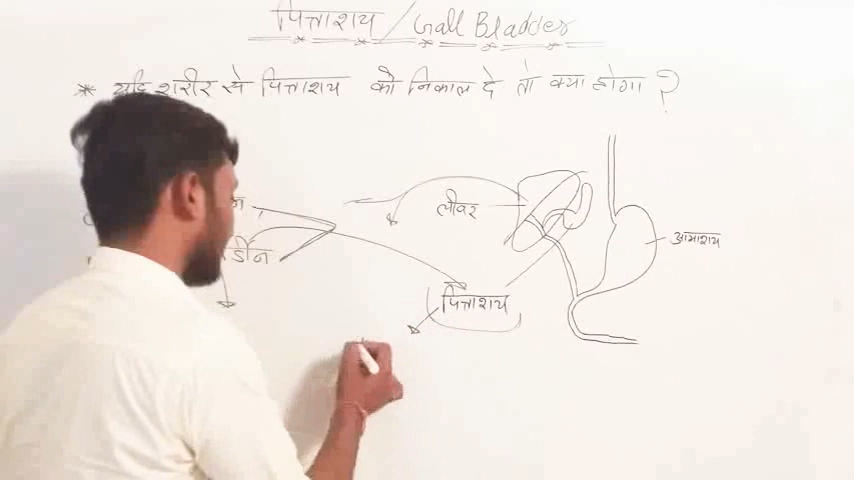 पित्ताशय / Gall Bladder
* यदि शरीर से पित्ताशय को निकाल दे तो क्या होगा ?
लीवर
आमाशय
पित्ताशय